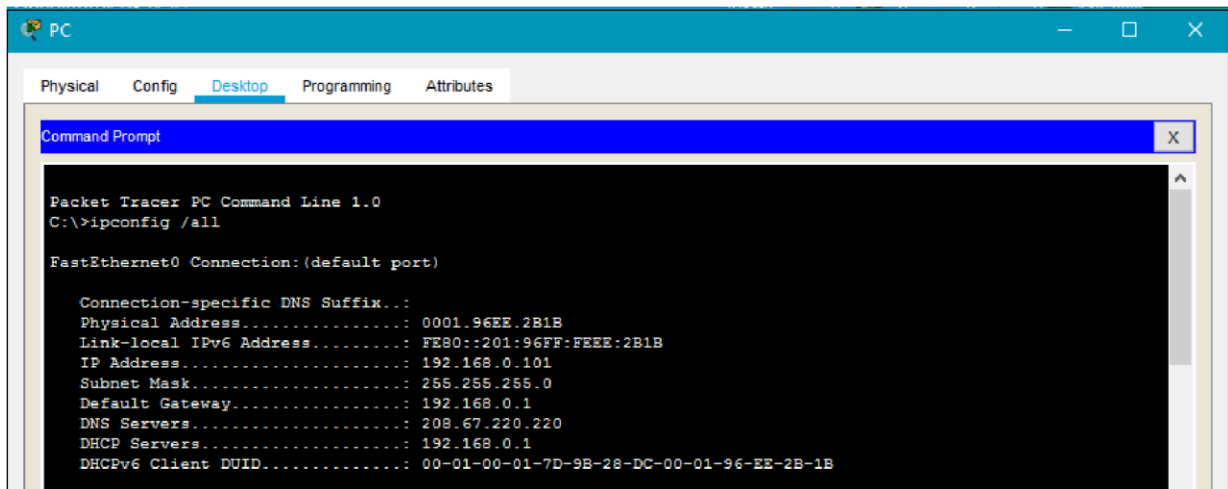 PC
Physical Config Desktop Programming Attributes
Command Prompt
X
Packet Tracer PC Command Line 1.0
C:\>ipconfig /all
FastEthernet0 Connection:(default port)
Connection-specific DNS Suffix..:
Physical Address................: 0001.96EE.2B1B
Link-local IPv6 Address.........: FE80::201:96FF:FEEE:2B1B
IP Address......................: 192.168.0.101
Subnet Mask.....................: 255.255.255.0
Default Gateway.................: 192.168.0.1
DNS Servers.....................: 208.67.220.220
DHCP Servers....................: 192.168.0.1
DHCPv6 Client DUID..............: 00-01-00-01-7D-9B-28-DC-00-01-96-EE-2B-1B